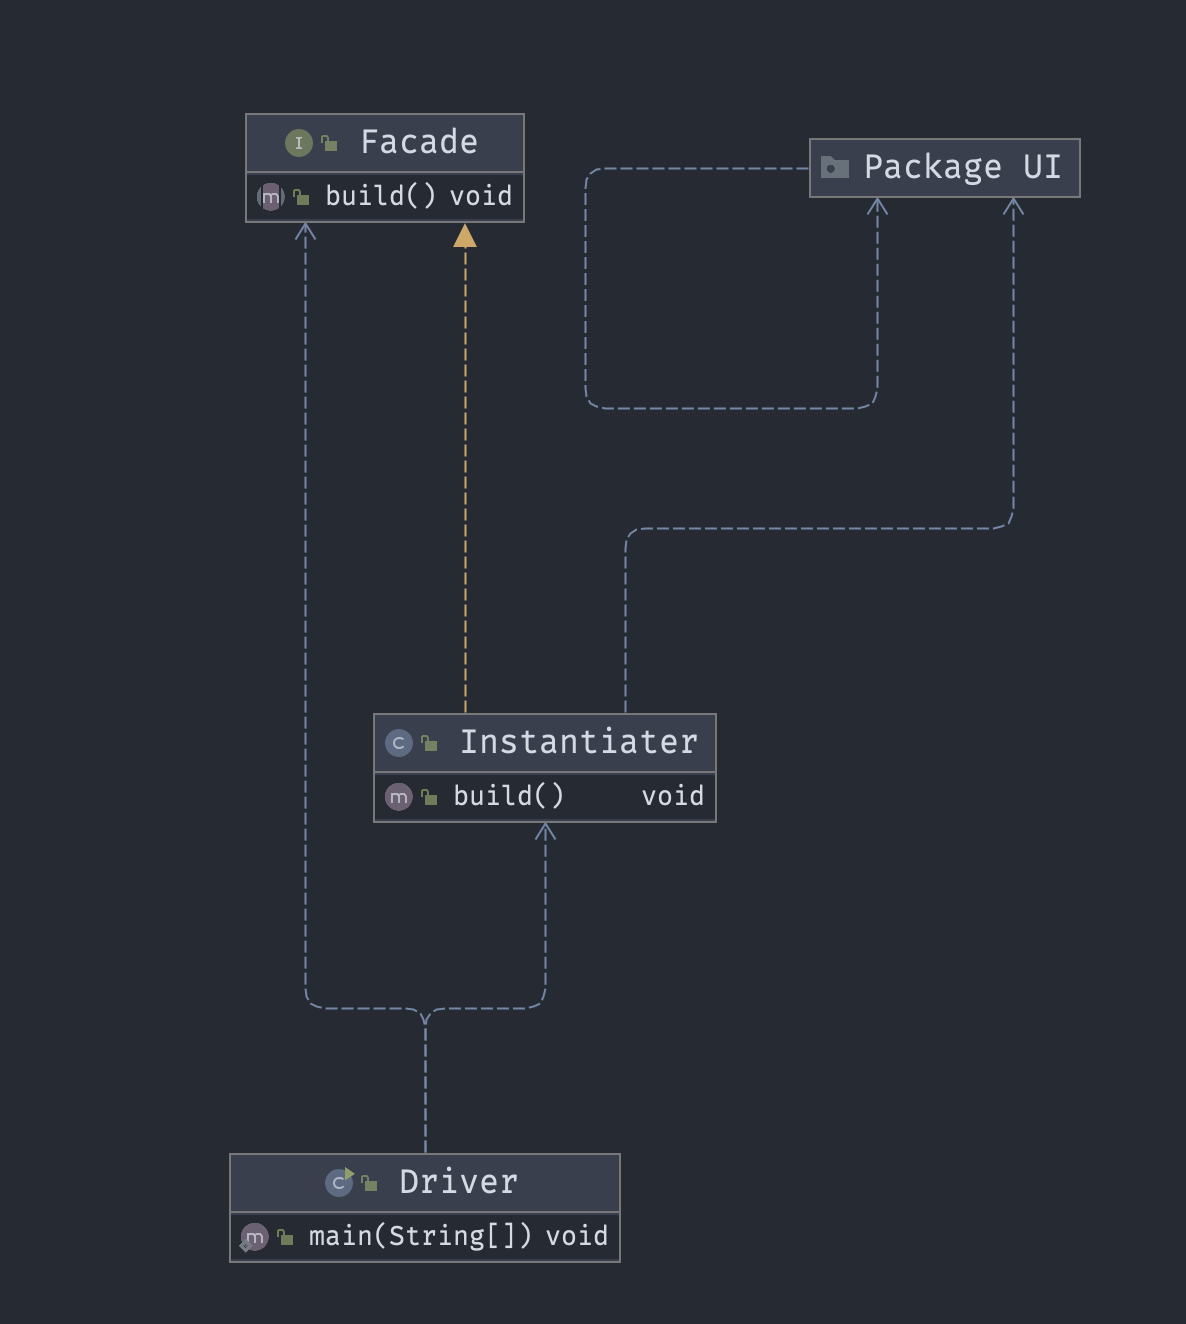 Facade
build() void
Package UI
Instantiater
build() void
Driver
main(String[]) void